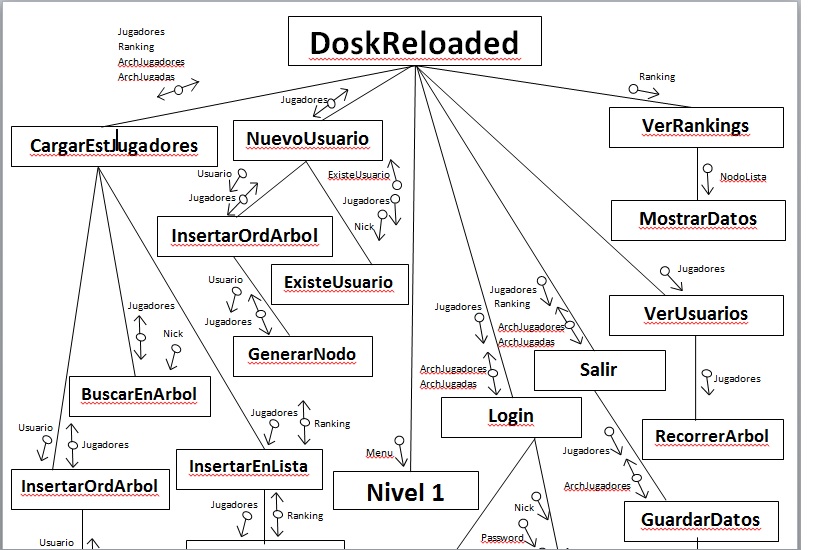 DoskReloaded
Jugadores
Ranking
ArchJugadores
ArchJugadas
Jugadores
Ranking
CargarEstJugadores
NuevoUsuario
VerRankings
Usuario
Jugadores
ExisteUsuario
Jugadores
Nick
NodoLista
InsertarOrdArbol
MostrarDatos
ExisteUsuario
Usuario
Jugadores
Jugadores
Ranking
ArchJugadores
ArchJugadas
Jugadores
Jugadores
Nick
Jugadores
VerUsuarios
GenerarNodo
Salir
ArchJugadores
ArchJugadas
Jugadores
BuscarEnArbol
Login
Jugadores
Ranking
Usuario
Jugadores
RecorrerArbol
Menu
Jugadores
InsertarEnLista
InsertarOrdArbol
Nivel 1
ArchJugadores
Jugadores
Ranking
Nick
GuardarDatos
Usuario
Password